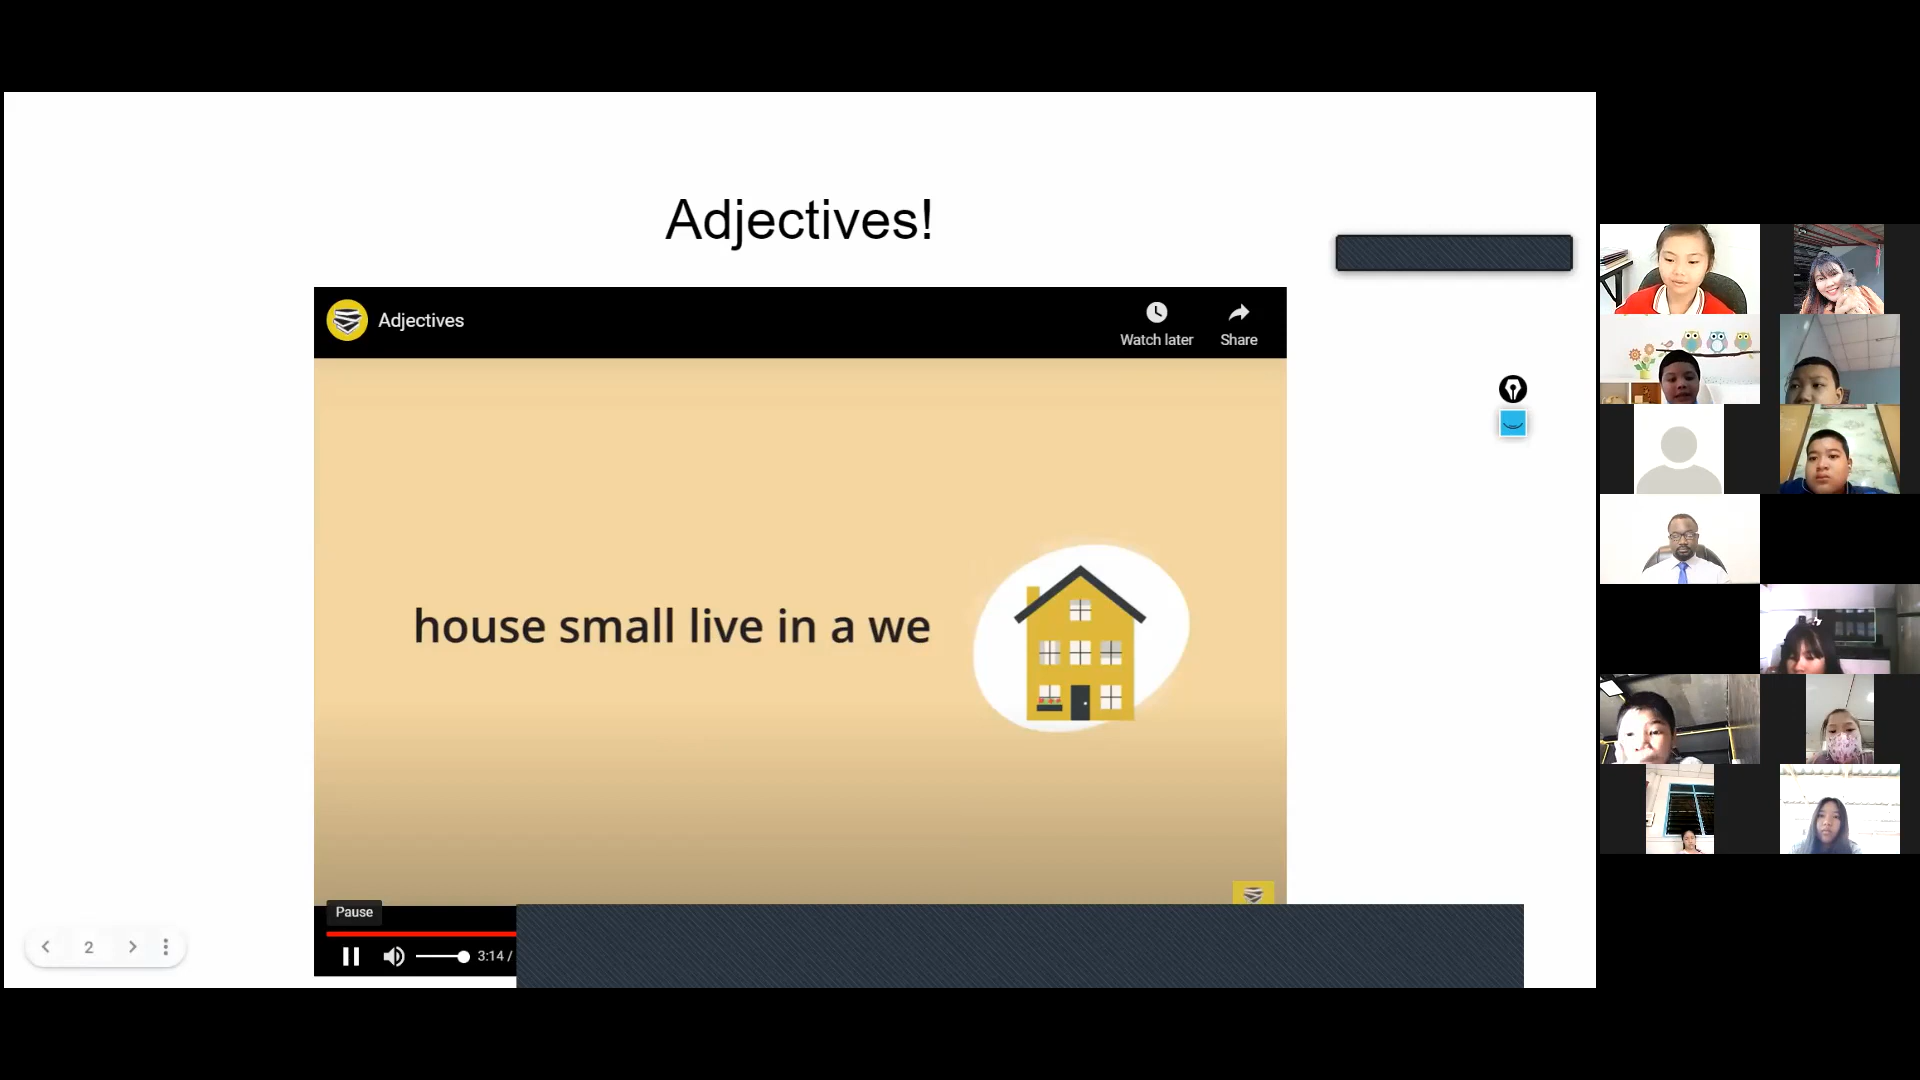 Adjectives!
Adjectives
Watch later
Share
house small live in a we
Pause
3:14 /
2